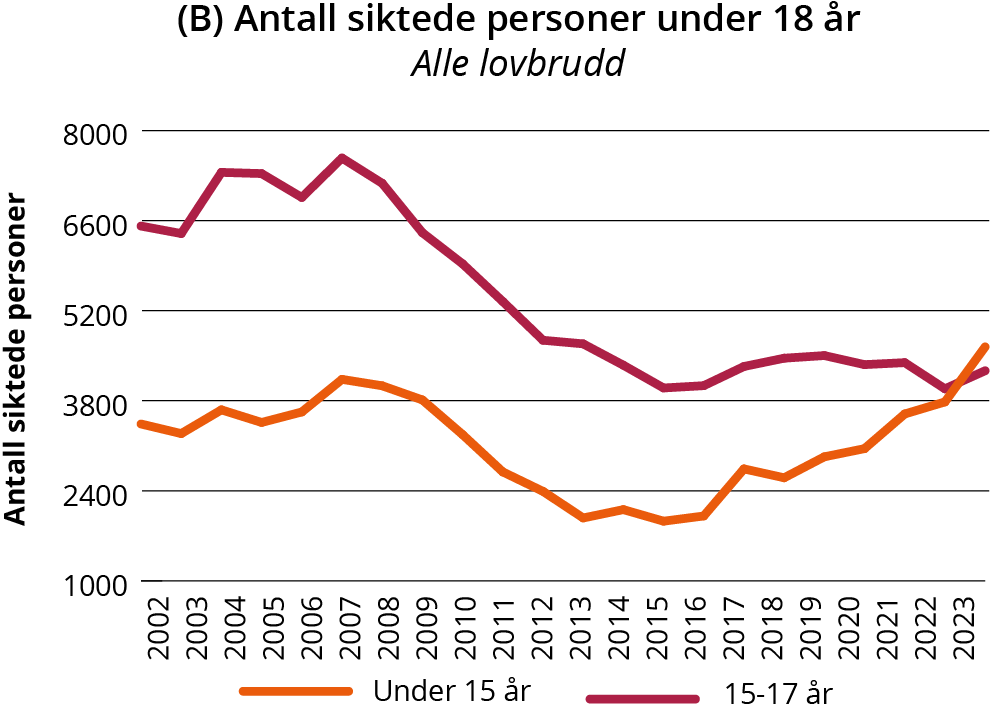 (B) Antall siktede personer under 18 år
Alle lovbrudd
Antall siktede personer
8000
6600
5200
3800
2400
1000
2002 2003 2004 2005 2006 2007 2008 2009 2010 2011 2012 2013 2014 2015 2016 2017 2018 2019 2020 2021 2022 2023
Under 15 år
15-17 år